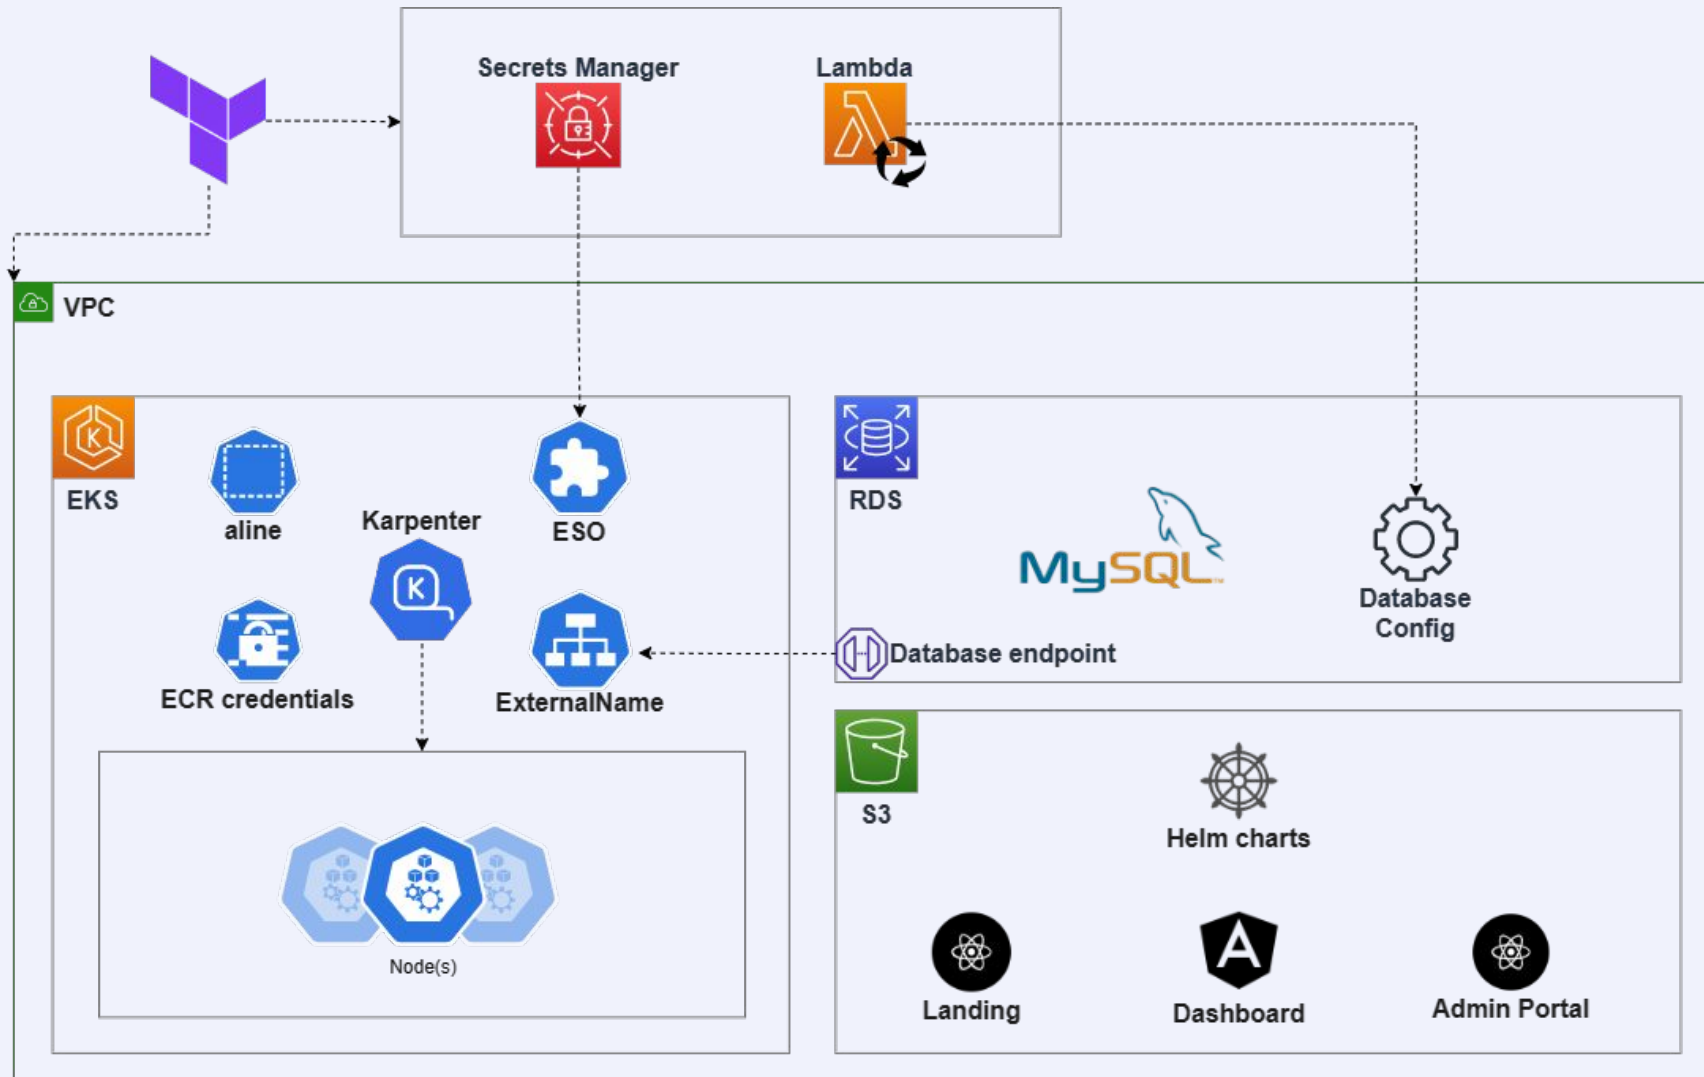 Secrets Manager
Lambda
VPC
EKS
aline
Karpenter
K
ESO
ECR credentials
ExternalName
Node(s)
RDS
MySQL™
Database
Config
Database endpoint
S3
Helm charts
Landing
Dashboard
Admin Portal